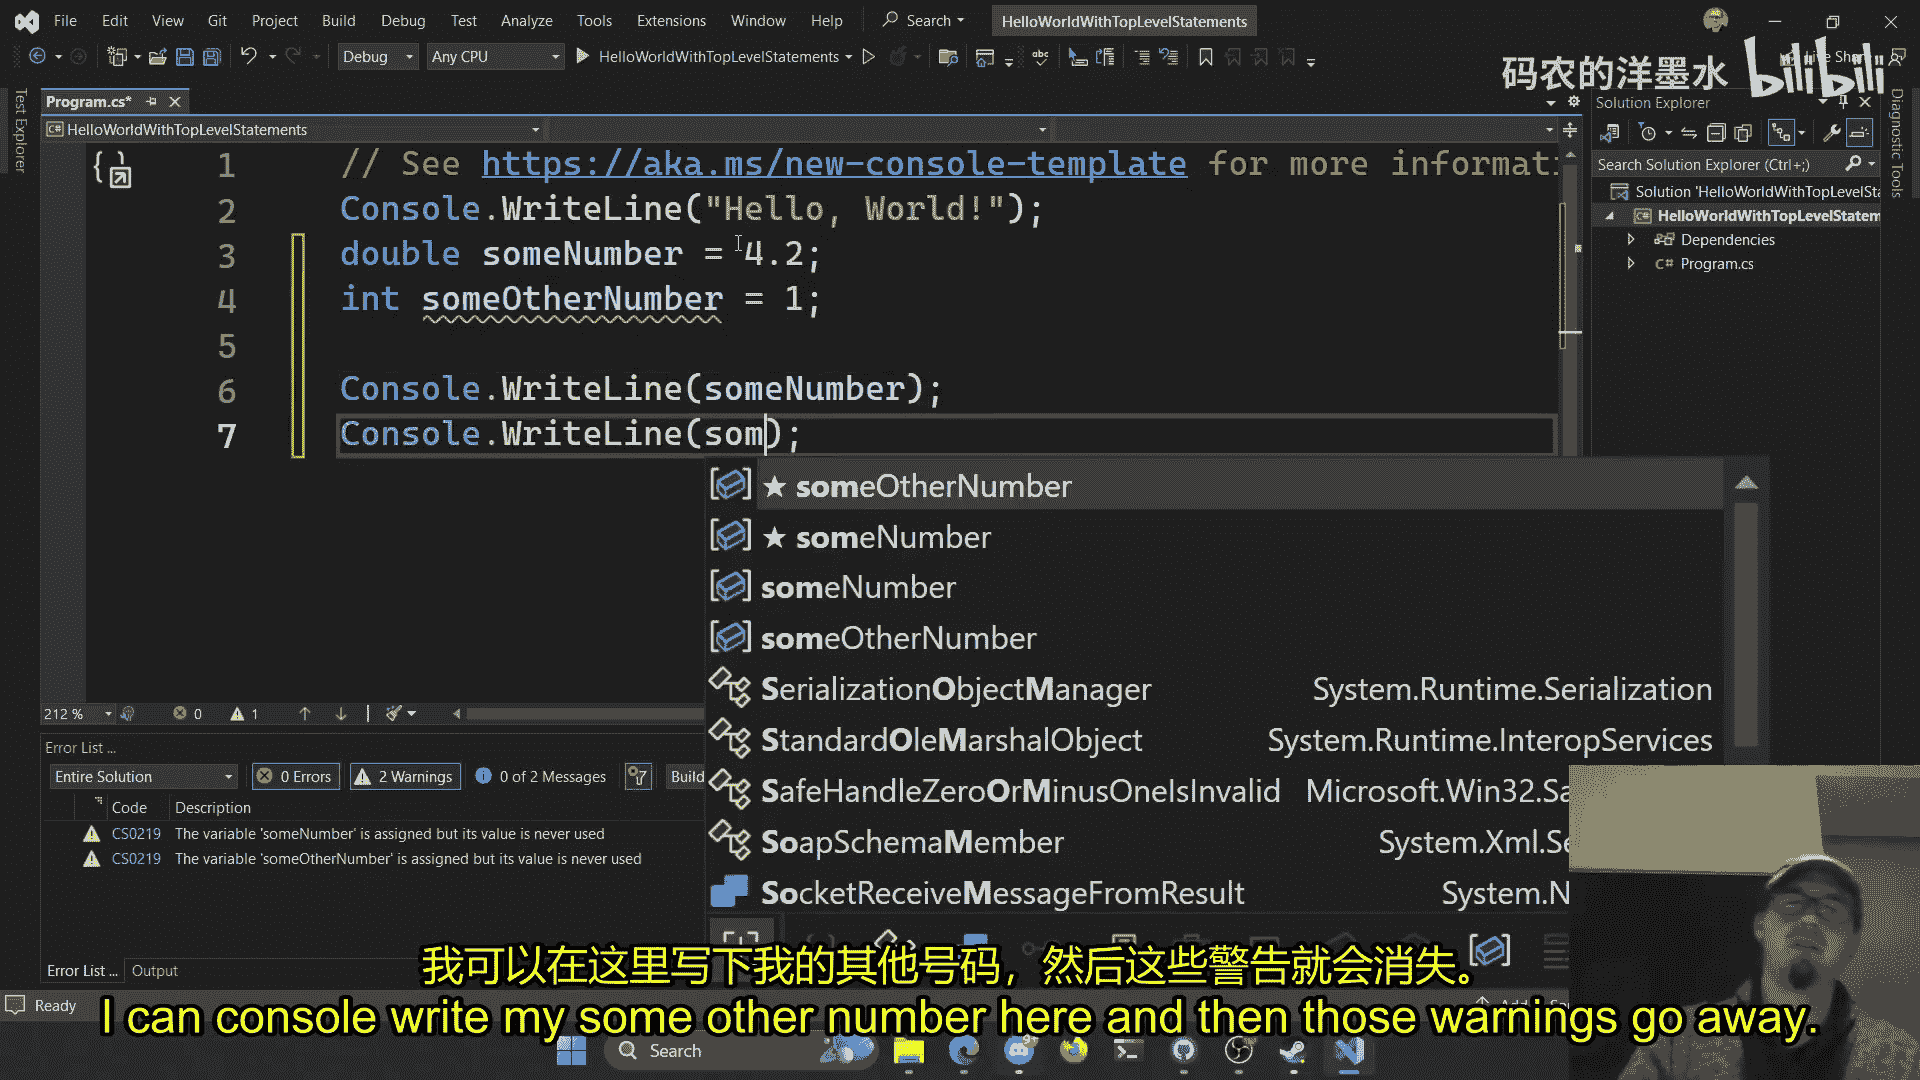 File Edit View Git Project Build Debug Test Analyze Tools Extensions Window Help Search HelloWorldWithTopLevelStatements
Debug Any CPU HelloWorldWithTopLevelStatements
码农的洋墨水 bilibili
Test Explorer
Program.cs*
HelloWorldWithTopLevelStatements
1 // See https://aka.ms/new-console-template for more informati
2 Console.WriteLine("Hello, World!");
3 double someNumber = 4.2;
4 int someOtherNumber = 1;
5
6 Console.WriteLine(someNumber);
7 Console.WriteLine(som);
★ someOtherNumber
★ someNumber
someNumber
someOtherNumber
SerializationObjectManager System.Runtime.Serialization
StandardOleMarshalObject System.Runtime.InteropServices
SafeHandleZeroOrMinusOneIsInvalid Microsoft.Win32.Sa
SoapSchemaMember System.Xml.Se
SocketReceiveMessageFromResult System.N
Solution Explorer
Search Solution Explorer (Ctrl+;)
Solution 'HelloWorldWithTopLevelSta
HelloWorldWithTopLevelStatem
Dependencies
C# Program.cs
Diagnostic Tools
212 % 0 1
Error List ...
Entire Solution 0 Errors 2 Warnings 0 of 2 Messages Build
Code Description
CS0219 The variable 'someNumber' is assigned but its value is never used
CS0219 The variable 'someOtherNumber' is assigned but its value is never used
Error List ... Output
Ready
我可以在这里写下我的其他号码，然后这些警告就会消失。
I can console write my some other number here and then those warnings go away.
Search